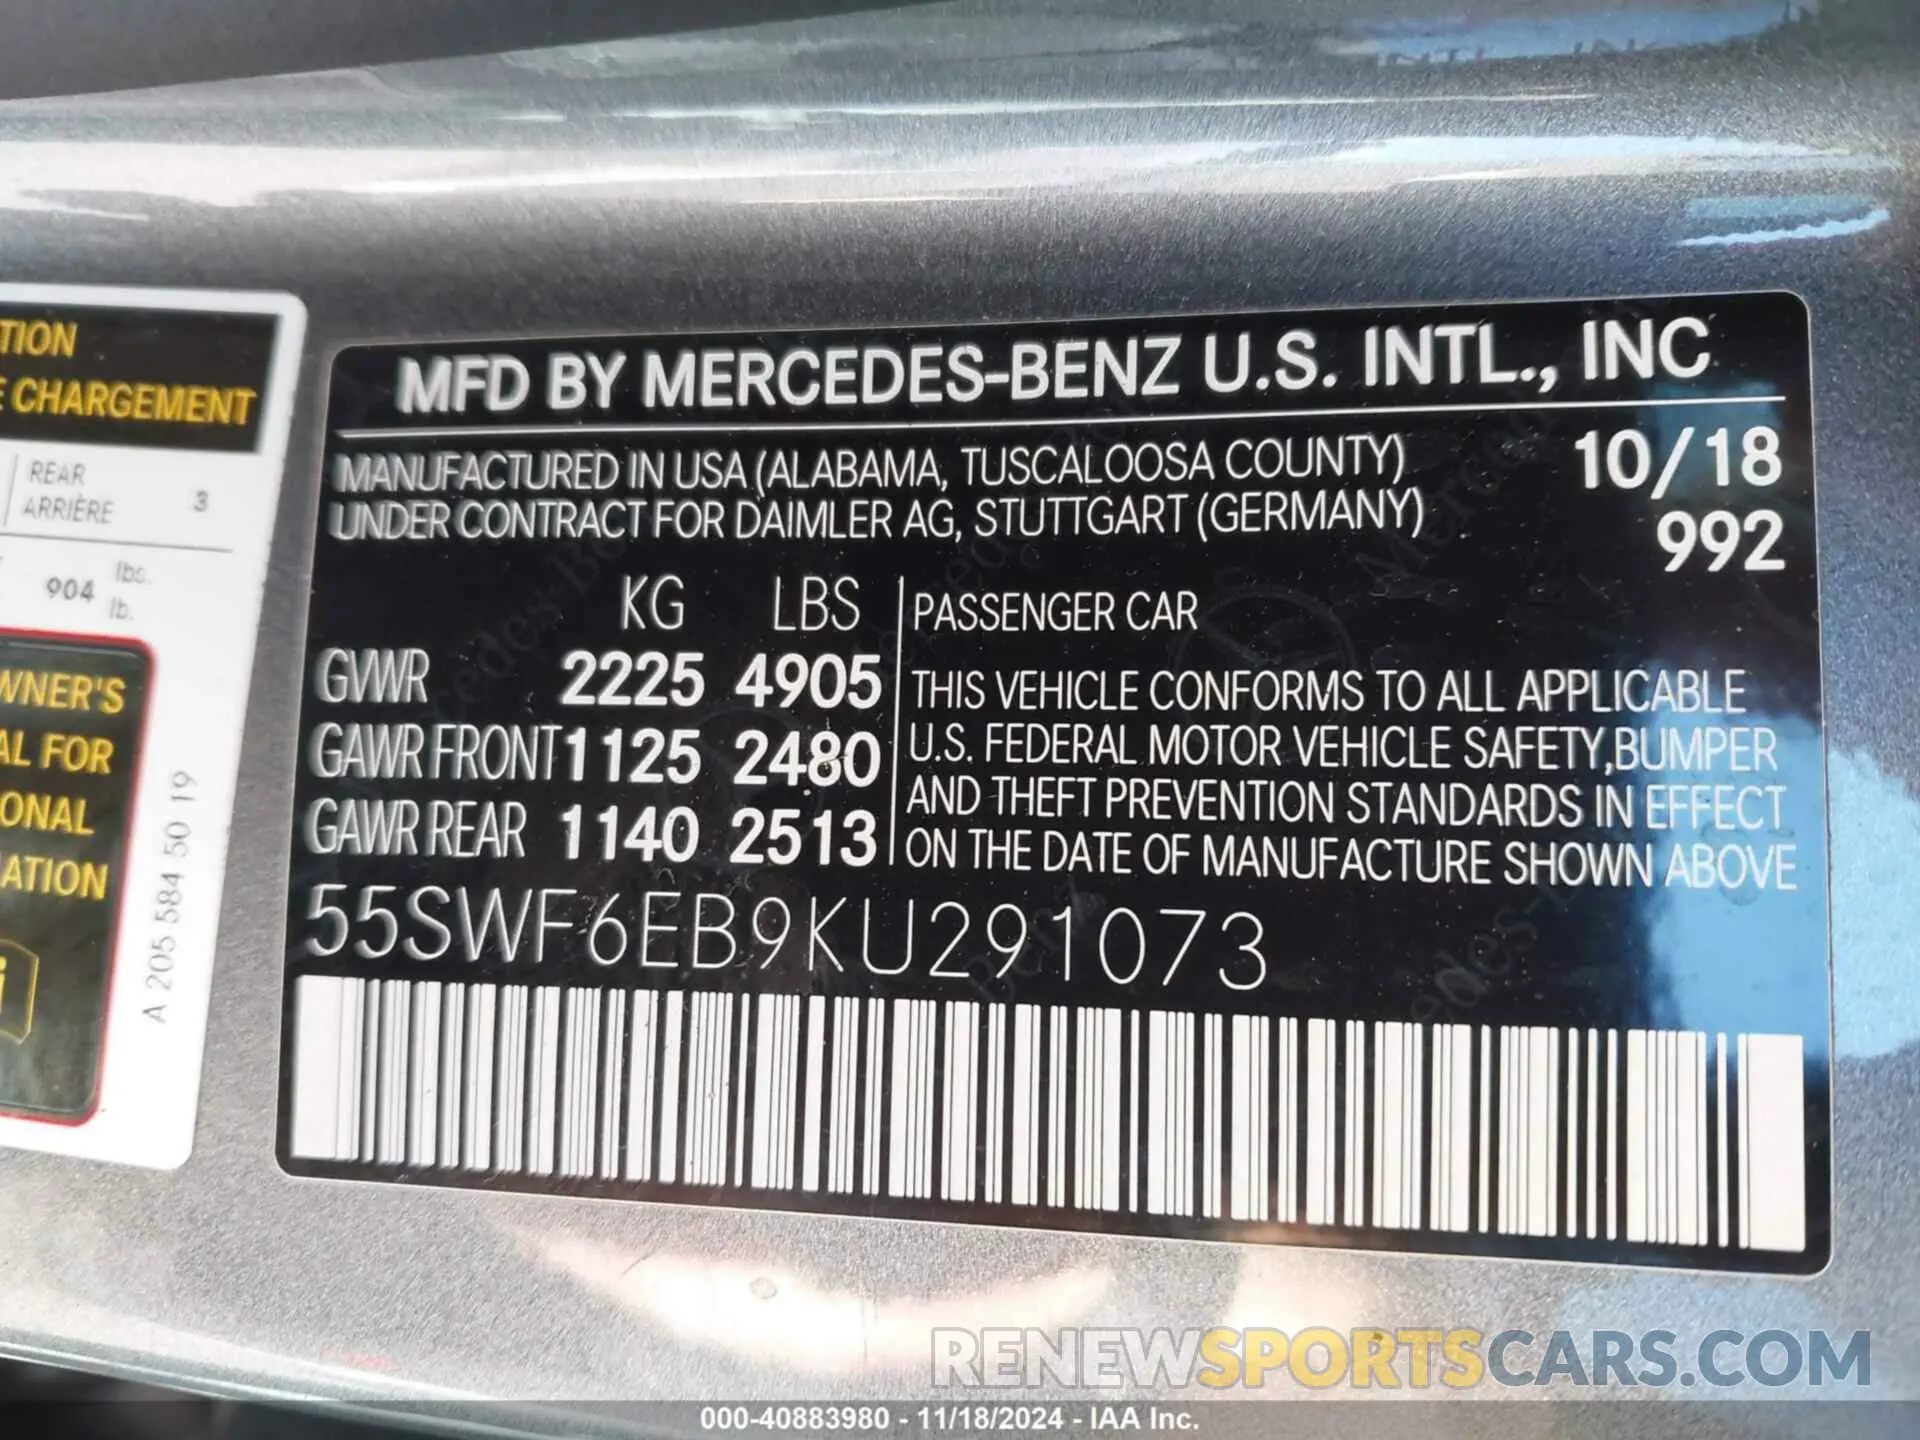 TION
E CHARGEMENT
REAR
ARRIÈRE 3
904 lbs.
lb.
WNER'S
AL FOR
ONAL
ATION
A 205 584 50 19
MFD BY MERCEDES-BENZ U.S. INTL., INC
MANUFACTURED IN USA (ALABAMA, TUSCALOOSA COUNTY) 10/18
UNDER CONTRACT FOR DAIMLER AG, STUTTGART (GERMANY) 992
KG LBS
GVWR 2225 4905
GAWR FRONT 1125 2480
GAWR REAR 1140 2513
PASSENGER CAR
THIS VEHICLE CONFORMS TO ALL APPLICABLE
U.S. FEDERAL MOTOR VEHICLE SAFETY,BUMPER
AND THEFT PREVENTION STANDARDS IN EFFECT
ON THE DATE OF MANUFACTURE SHOWN ABOVE
55SWF6EB9KU291073
RENEWSPORTSCARS.COM
000-40883980 - 11/18/2024 - IAA Inc.